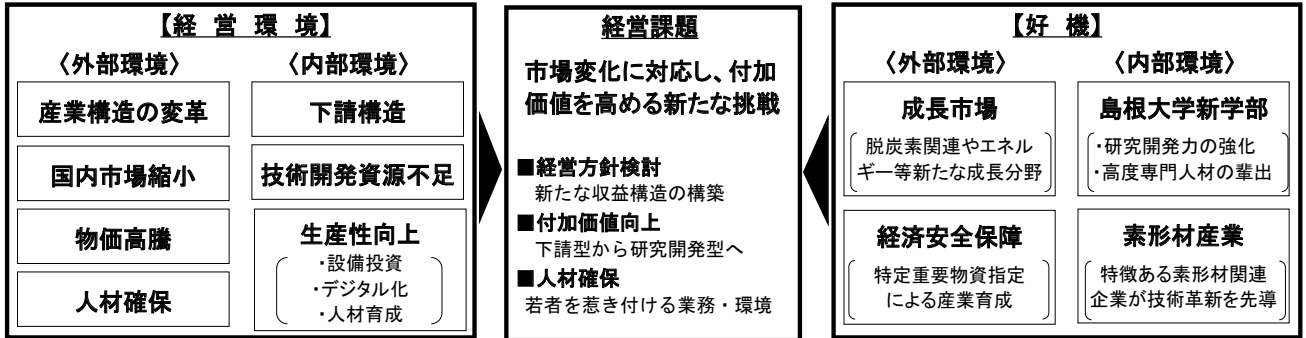 【経営環境】
〈外部環境〉
産業構造の変革
国内市場縮小
物価高騰
人材確保
〈内部環境〉
下請構造
技術開発資源不足
生産性向上
・設備投資
・デジタル化
・人材育成
経営課題
市場変化に対応し、付加
価値を高める新たな挑戦
■経営方針検討
新たな収益構造の構築
■付加価値向上
下請型から研究開発型へ
■人材確保
若者を惹き付ける業務・環境
【好機】
〈外部環境〉
成長市場
脱炭素関連やエネル
ギー等新たな成長分野
経済安全保障
特定重要物資指定
による産業育成
〈内部環境〉
島根大学新学部
・研究開発力の強化
・高度専門人材の輩出
素形材産業
特徴ある素形材関連
企業が技術革新を先導